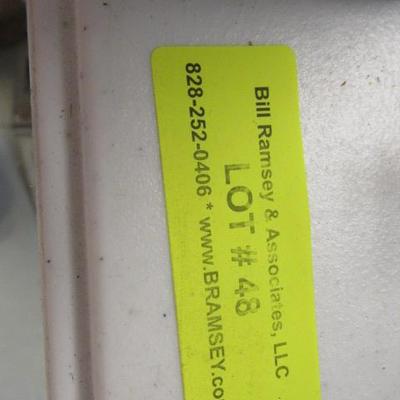 Bill Ramsey & Associates, LLC
LOT # 48
828-252-0406 * www.BRAMSEY.co